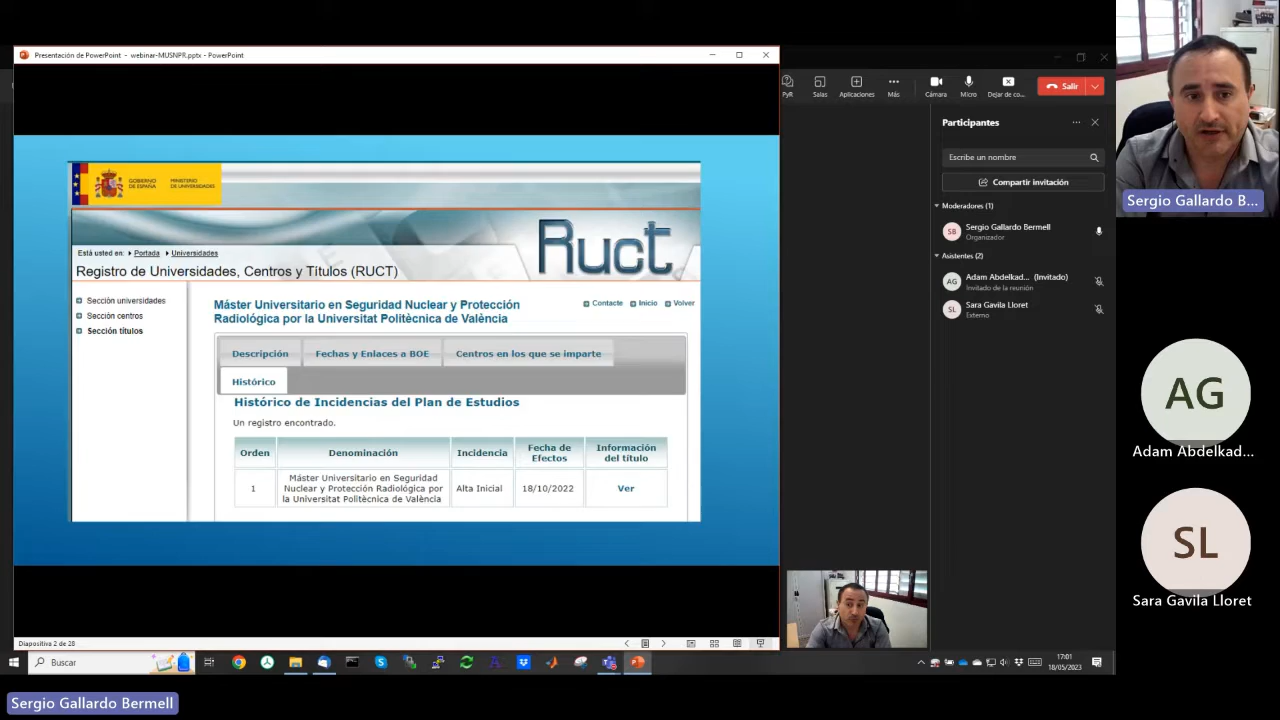 Presentación de PowerPoint - webinar-MUSNPR.pptx - PowerPoint
GOBIERNO DE ESPAÑA
MINISTERIO DE UNIVERSIDADES
Ruct
Está usted en: Portada Universidades
Registro de Universidades, Centros y Títulos (RUCT)
Sección universidades
Sección centros
Sección títulos
Máster Universitario en Seguridad Nuclear y Protección
Radiológica por la Universitat Politècnica de València
Contacte Inicio Volver
Descripción Fechas y Enlaces a BOE Centros en los que se imparte
Histórico
Histórico de Incidencias del Plan de Estudios
Un registro encontrado.
Orden Denominación Incidencia Fecha de Efectos Información del título
1 Máster Universitario en Seguridad Nuclear y Protección Radiológica por la Universitat Politècnica de València Alta Inicial 18/10/2022 Ver
Diapositiva 2 de 28
PyR Salas Aplicaciones Más Cámara Micro Dejar de co... Salir
Participantes
Escribe un nombre
Compartir invitación
Moderadores (1)
SB
Sergio Gallardo Bermell
Organizador
Asistentes (2)
AG
Adam Abdelkad... (Invitado)
Invitado de la reunión
SL
Sara Gavila Lloret
Externo
Buscar
17:01
18/05/2023
Sergio Gallardo B...
AG
Adam Abdelkad...
SL
Sara Gavila Lloret
Sergio Gallardo Bermell